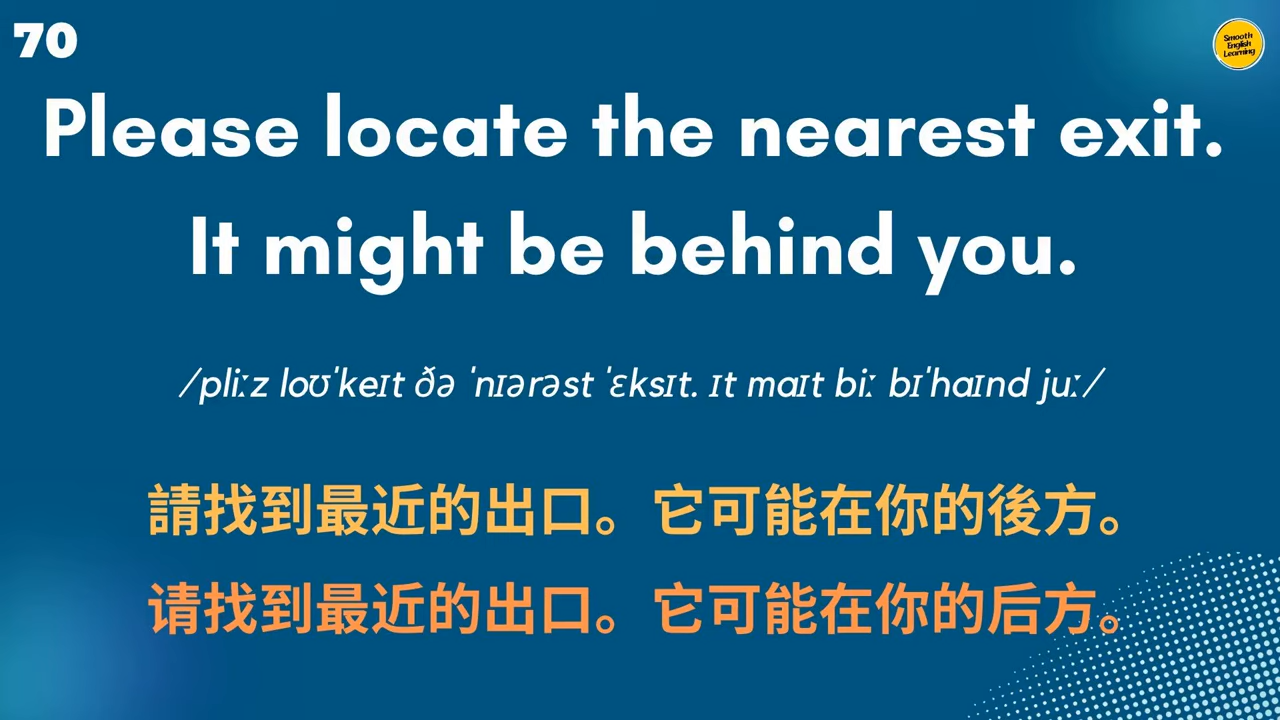 70
Smooth
English
Learning
Please locate the nearest exit.
It might be behind you.
/pliːz loʊˈkeɪt ðə ˈnɪərəst ˈɛksɪt. ɪt maɪt biː bɪˈhaɪnd juː/
請找到最近的出口。它可能在你的後方。
请找到最近的出口。它可能在你的后方。